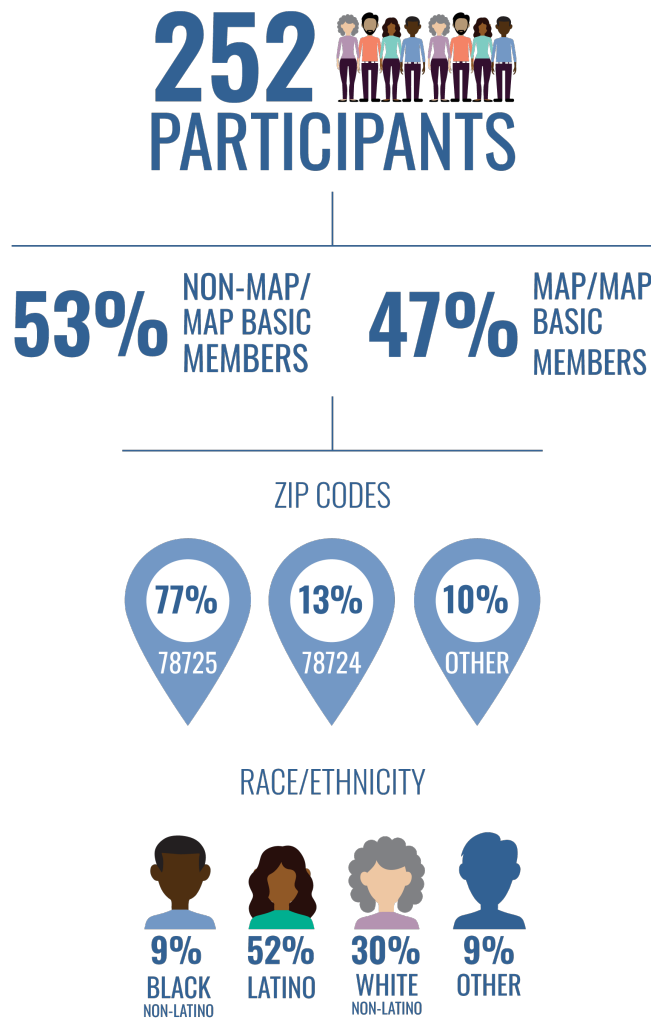 252
PARTICIPANTS
53%
NON-MAP/
MAP BASIC
MEMBERS
47%
MAP/MAP
BASIC
MEMBERS
ZIP CODES
77%
78725
13%
78724
10%
OTHER
RACE/ETHNICITY
9%
BLACK
NON-LATINO
52%
LATINO
30%
WHITE
NON-LATINO
9%
OTHER